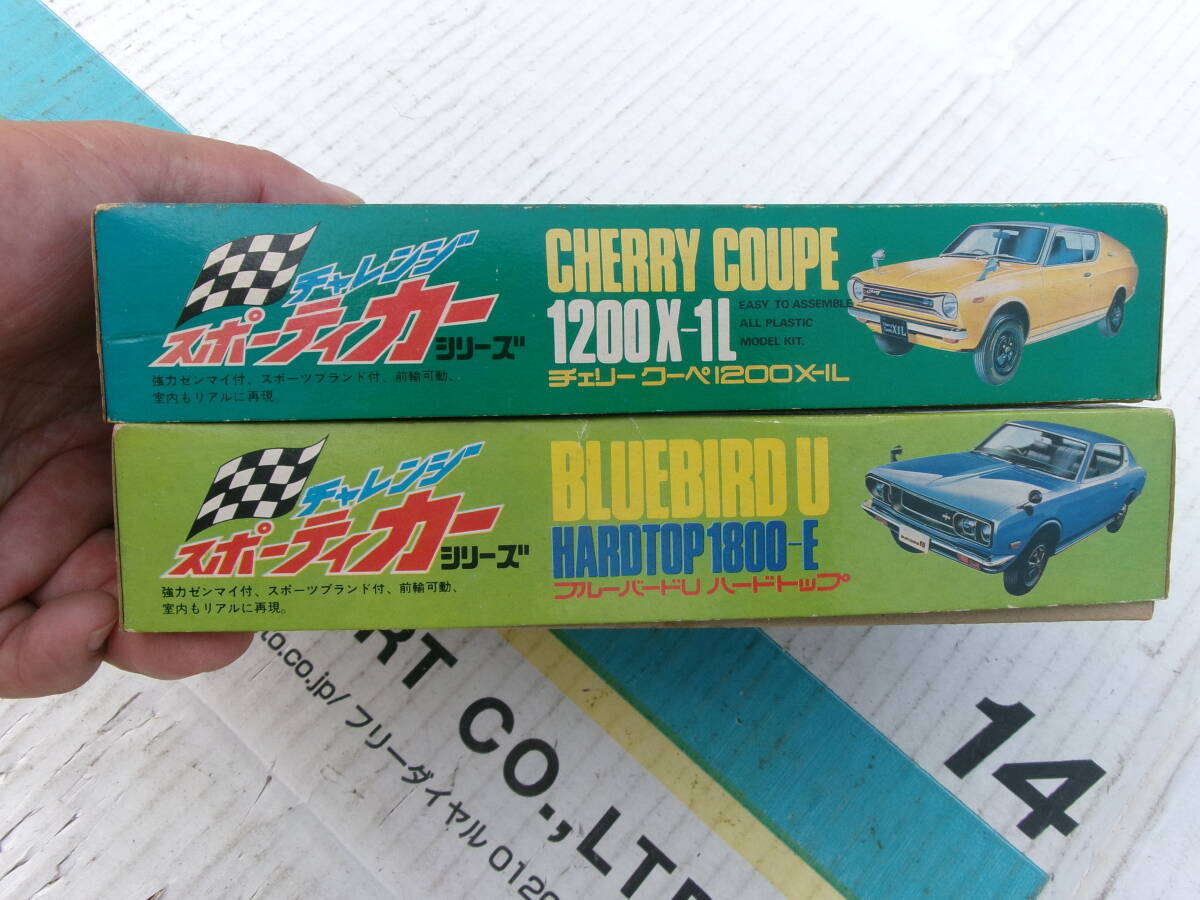 チャレンジ
スポーティカーシリーズ
強力ゼンマイ付、スポーツブランド付、前輪可動、
室内もリアルに再現。
CHERRY COUPE
1200X-1L
EASY TO ASSEMBLE
ALL PLASTIC
MODEL KIT.
チェリー クーペ1200X-1L
X1L
チャレンジ
スポーティカーシリーズ
強力ゼンマイ付、スポーツブランド付、前輪可動、
室内もリアルに再現。
BLUEBIRD U
HARDTOP1800-E
ブルーバードU ハードトップ
RT CO.,LT
to.co.jp/ フリーダイヤル 0120
14